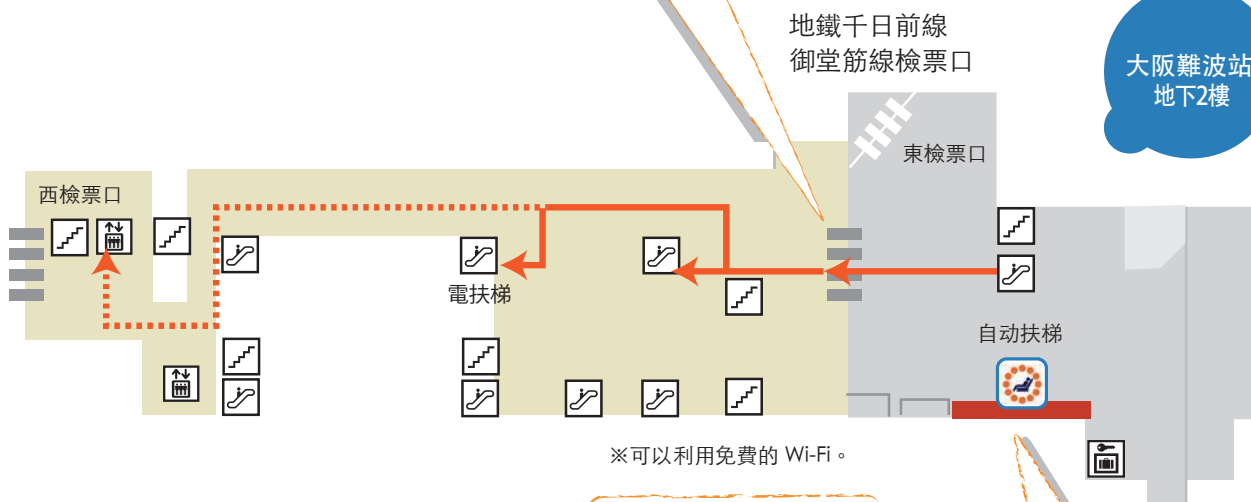 地鐵千日前線
御堂筋線檢票口
大阪難波站
地下2樓
東檢票口
西檢票口
電扶梯
自动扶梯
※可以利用免費的 Wi-Fi。